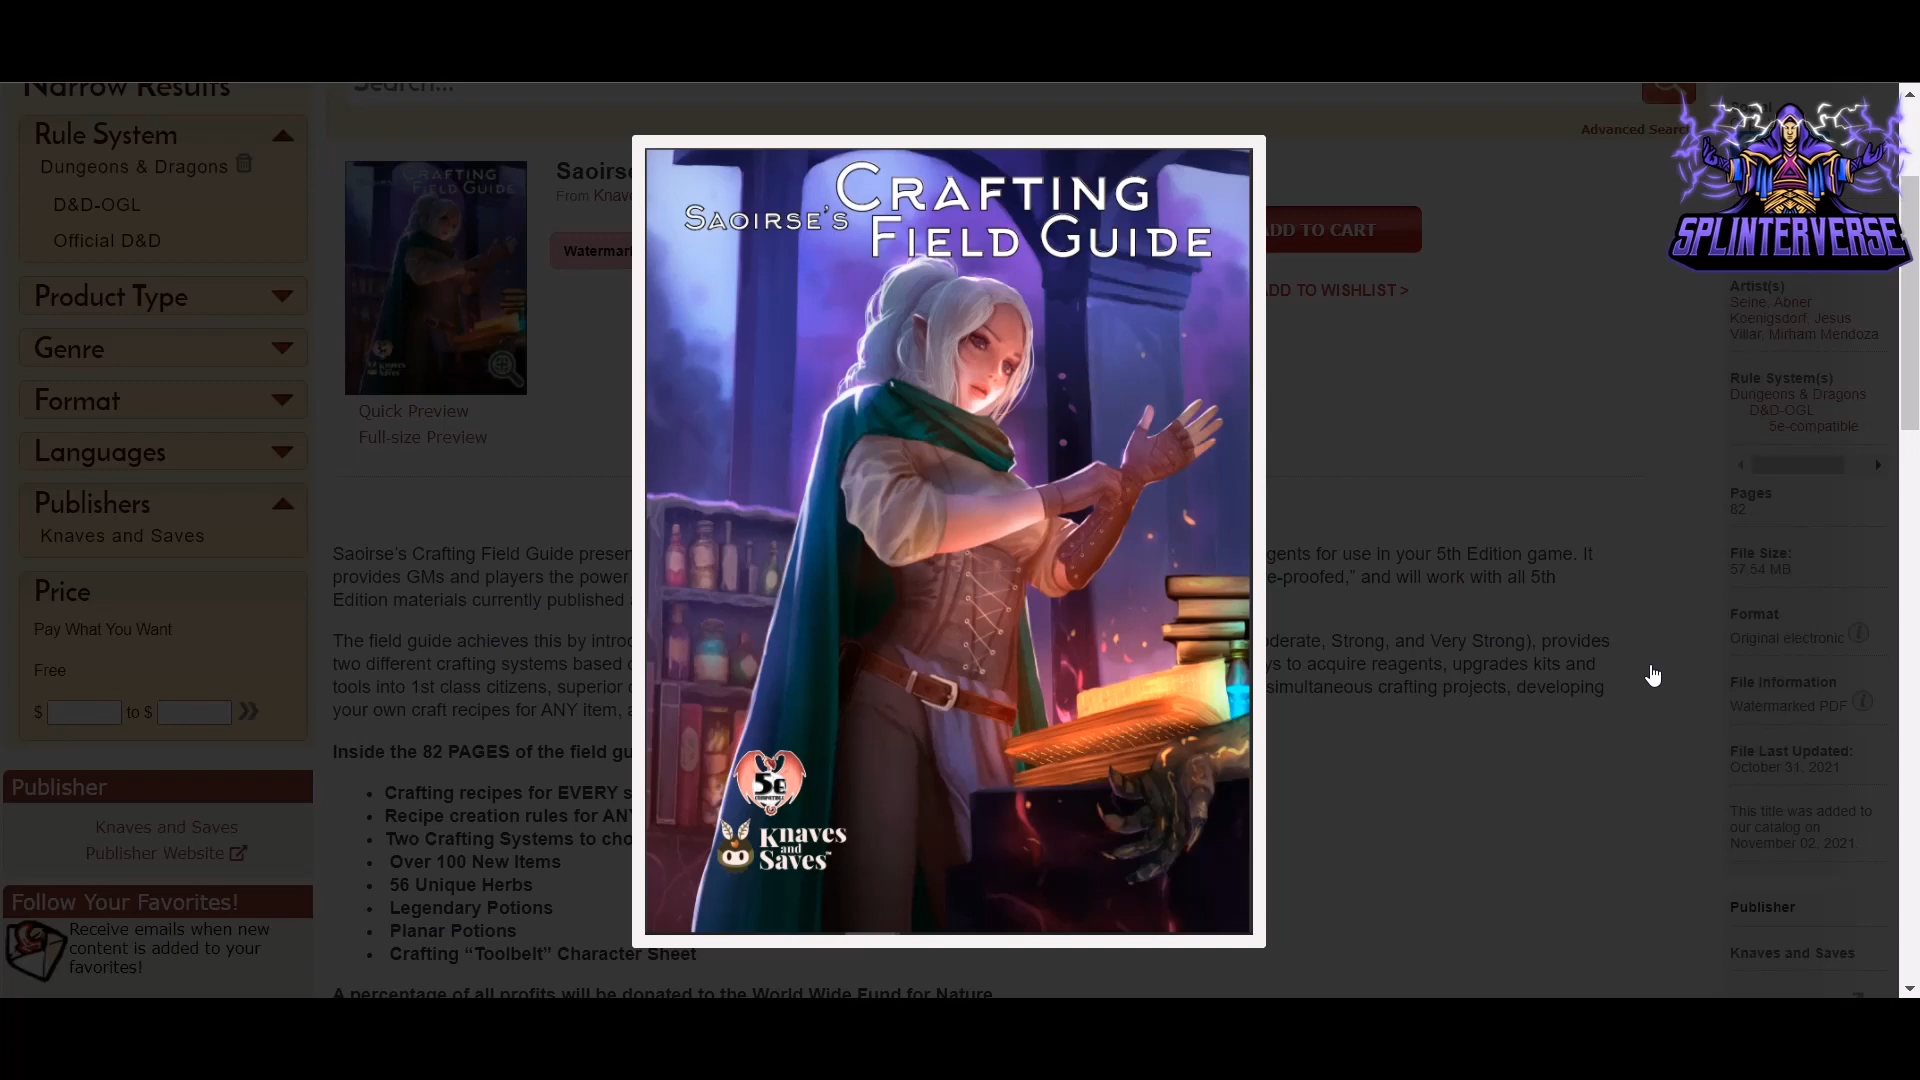 Narrow Results
Rule System
Dungeons & Dragons
D&D-OGL
Official D&D
Product Type
Genre
Format
Languages
Publishers
Knaves and Saves
Price
Pay What You Want
Free
$ to $
Publisher
Knaves and Saves
Publisher Website
Follow Your Favorites!
Receive emails when new
content is added to your
favorites!
Search...
Advanced Search
CRAFTING
FIELD GUIDE
KNAVES
SAVES
Quick Preview
Full-size Preview
Saoirse
From Knav
Watermar
ADD TO CART
ADD TO WISHLIST >
Saoirse's Crafting Field Guide presen gents for use in your 5th Edition game. It
provides GMs and players the power e-proofed," and will work with all 5th
Edition materials currently published
The field guide achieves this by introd oderate, Strong, and Very Strong), provides
two different crafting systems based ys to acquire reagents, upgrades kits and
tools into 1st class citizens, superior simultaneous crafting projects, developing
your own craft recipes for ANY item, a
Inside the 82 PAGES of the field gu
• Crafting recipes for EVERY s
• Recipe creation rules for AN
• Two Crafting Systems to cho
• Over 100 New Items
• 56 Unique Herbs
• Legendary Potions
• Planar Potions
• Crafting “Toolbelt” Character Sheet
A percentage of all profits will be donated to the World Wide Fund for Nature
SAOIRSE'S CRAFTING
FIELD GUIDE
5e
COMPATIBLE
Knaves
and
Saves™
SPLINTERVERSE
Artist(s)
Seine, Abner
Koenigsdorf, Jesus
Villar, Mirham Mendoza
Rule System(s)
Dungeons & Dragons
D&D-OGL
5e-compatible
Pages
82
File Size:
57.54 MB
Format
Original electronic
File Information
Watermarked PDF
File Last Updated:
October 31, 2021
This title was added to
our catalog on
November 02, 2021.
Publisher
Knaves and Saves